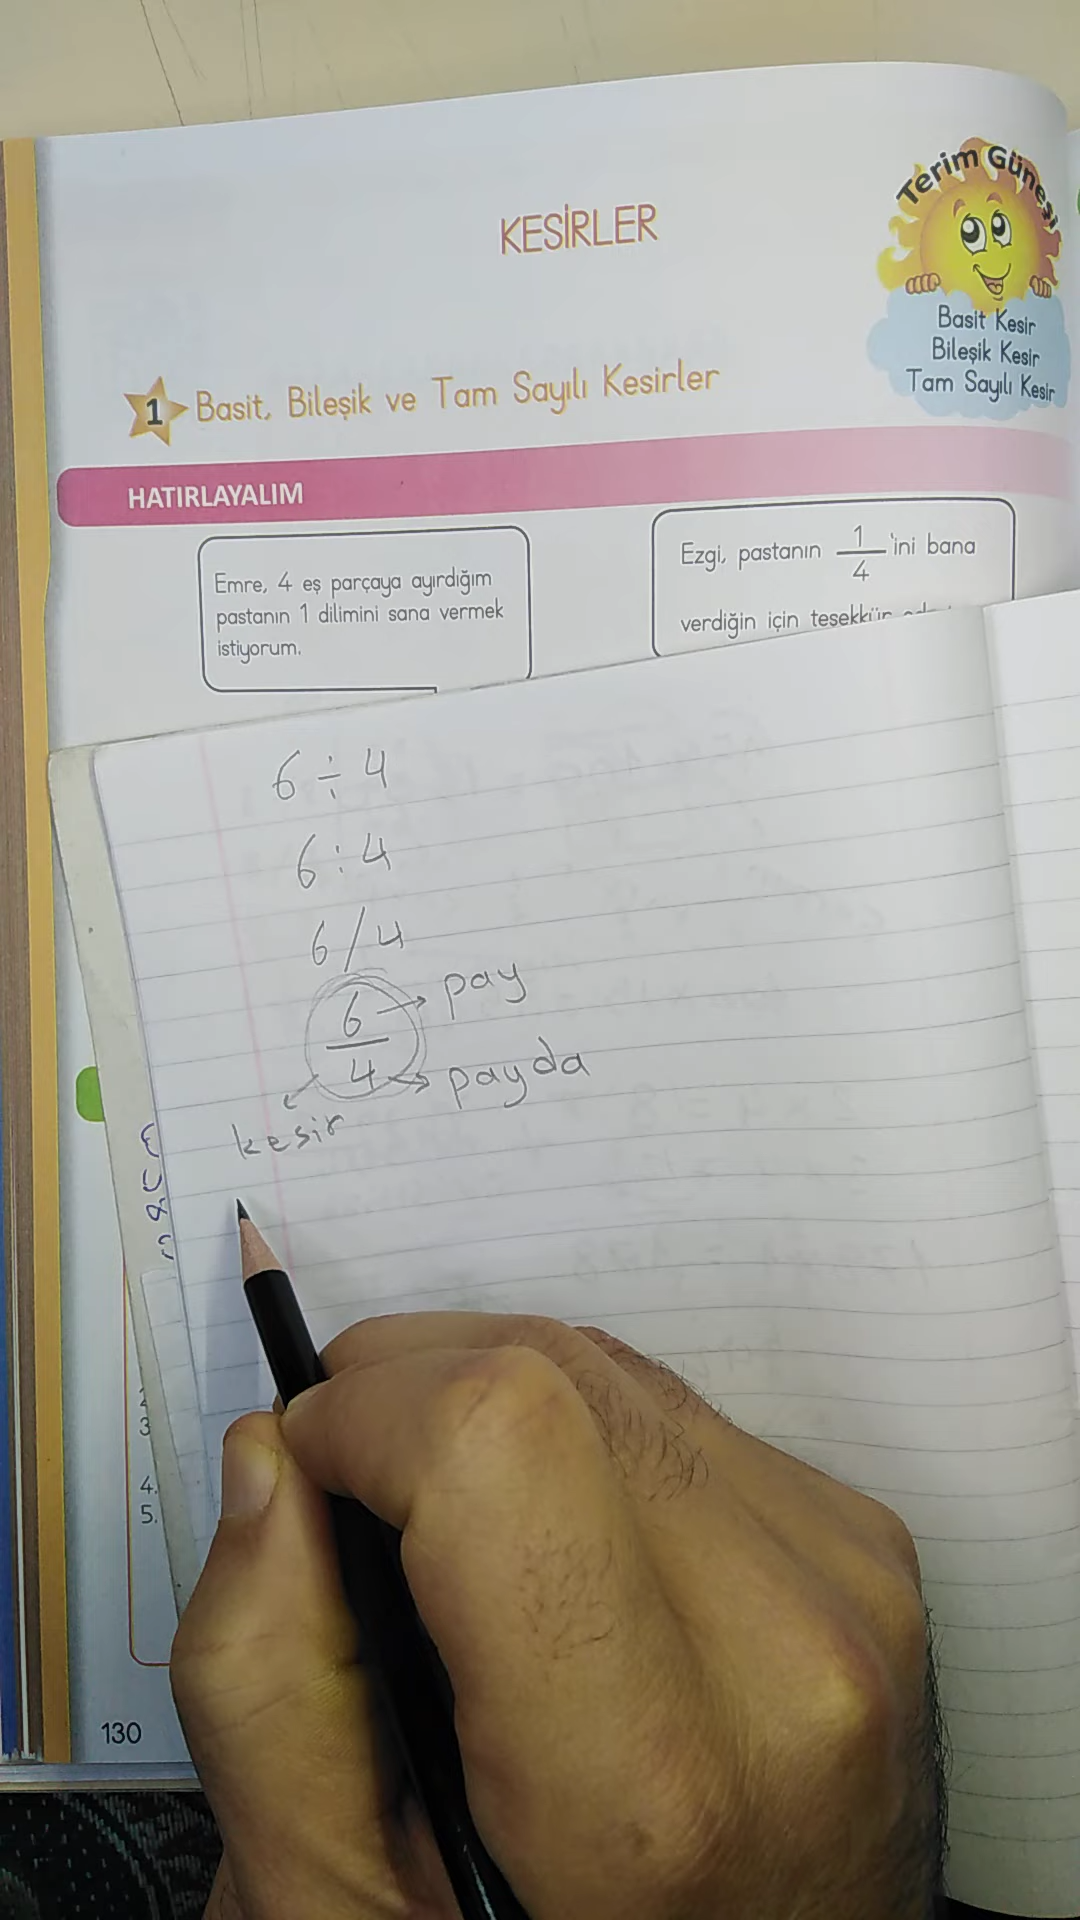 Terim Güneşi
KESİRLER
Basit Kesir
Bileşik Kesir
Tam Sayılı Kesir
1 Basit, Bileşik ve Tam Sayılı Kesirler
HATIRLAYALIM
Emre, 4 eş parçaya ayırdığım
pastanın 1 dilimini sana vermek
istiyorum.
Ezgi, pastanın 1/4 'ini bana
verdiğin için
6 ÷ 4
6 : 4
6 / 4
6 → pay
4 → payda
kesir
3
4.
5.
130